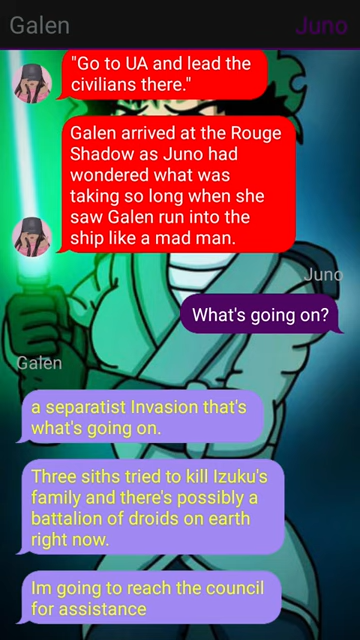 Galen Juno
"Go to UA and lead the
civilians there."
Galen arrived at the Rouge
Shadow as Juno had
wondered what was
taking so long when she
saw Galen run into the
ship like a mad man.
Juno
What's going on?
Galen
a separatist Invasion that's
what's going on.
Three siths tried to kill Izuku's
family and there's possibly a
battalion of droids on earth
right now.
Im going to reach the council
for assistance